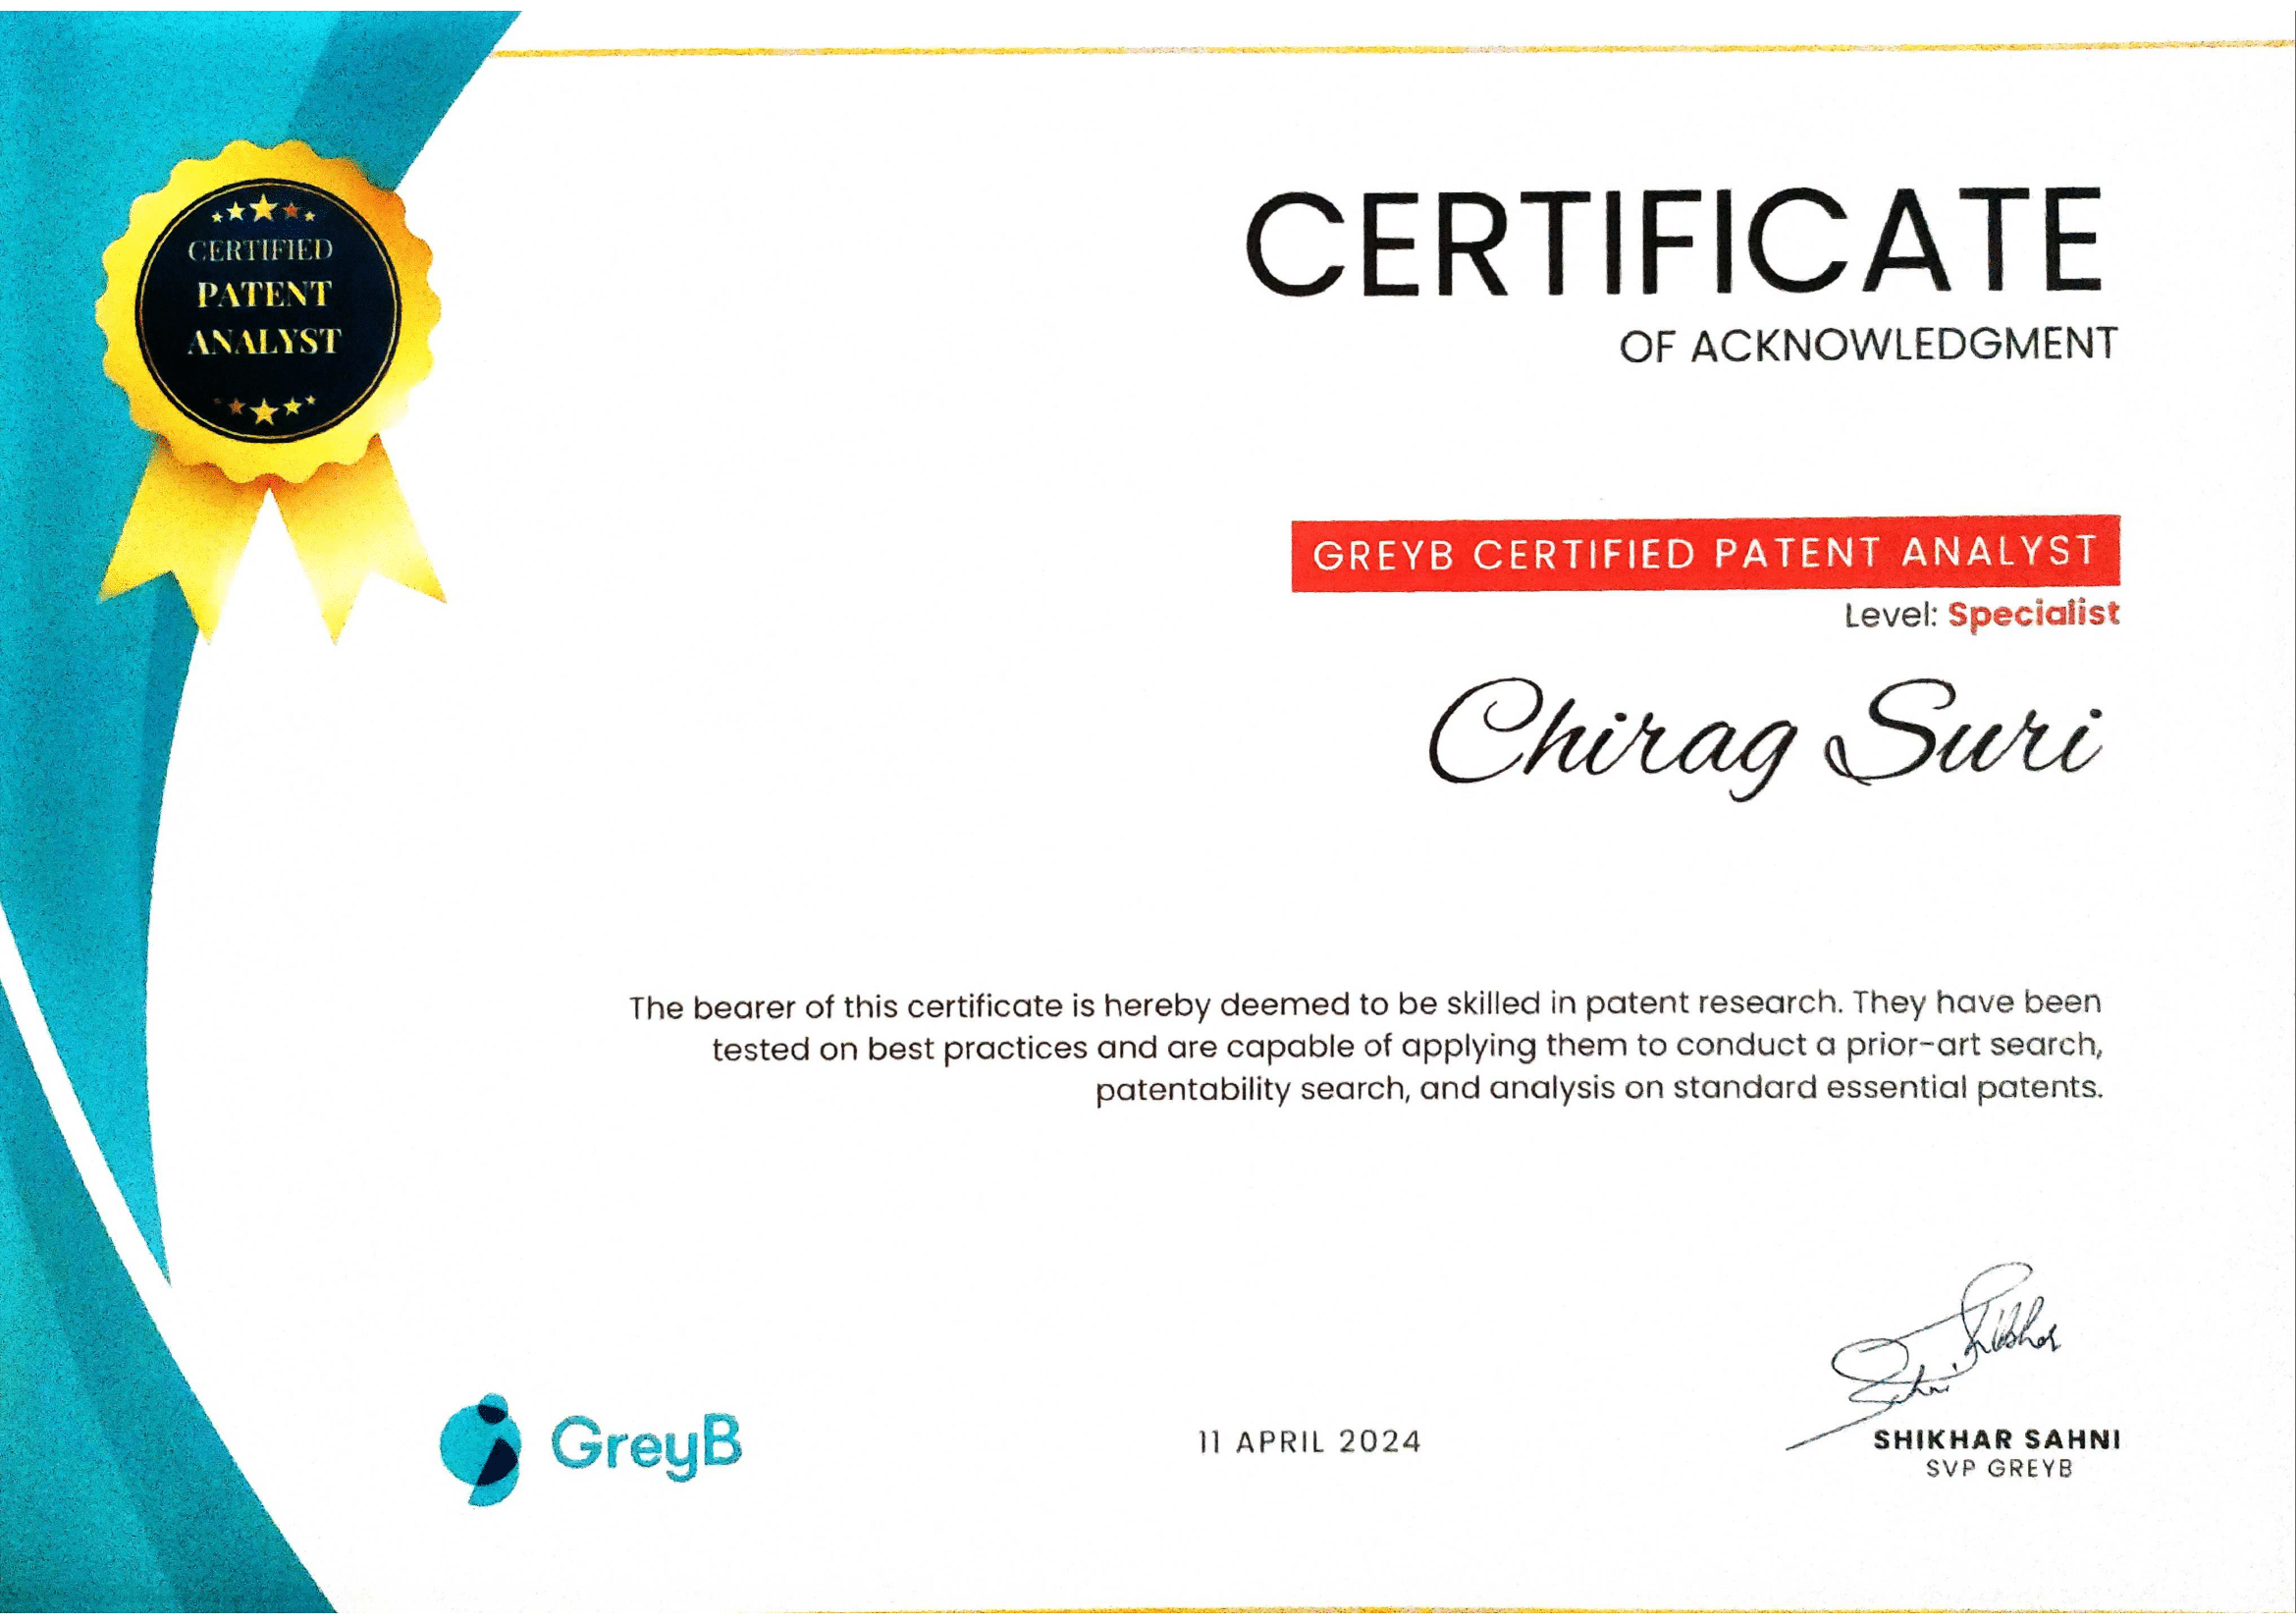 CERTIFIED
PATENT
ANALYST
CERTIFICATE
OF ACKNOWLEDGMENT
GREYB CERTIFIED PATENT ANALYST
Level: Specialist
Chirag Suri
The bearer of this certificate is hereby deemed to be skilled in patent research. They have been
tested on best practices and are capable of applying them to conduct a prior-art search,
patentability search, and analysis on standard essential patents.
GreyB
11 APRIL 2024
Shikhar
Sahni
SHIKHAR SAHNI
SVP GREYB